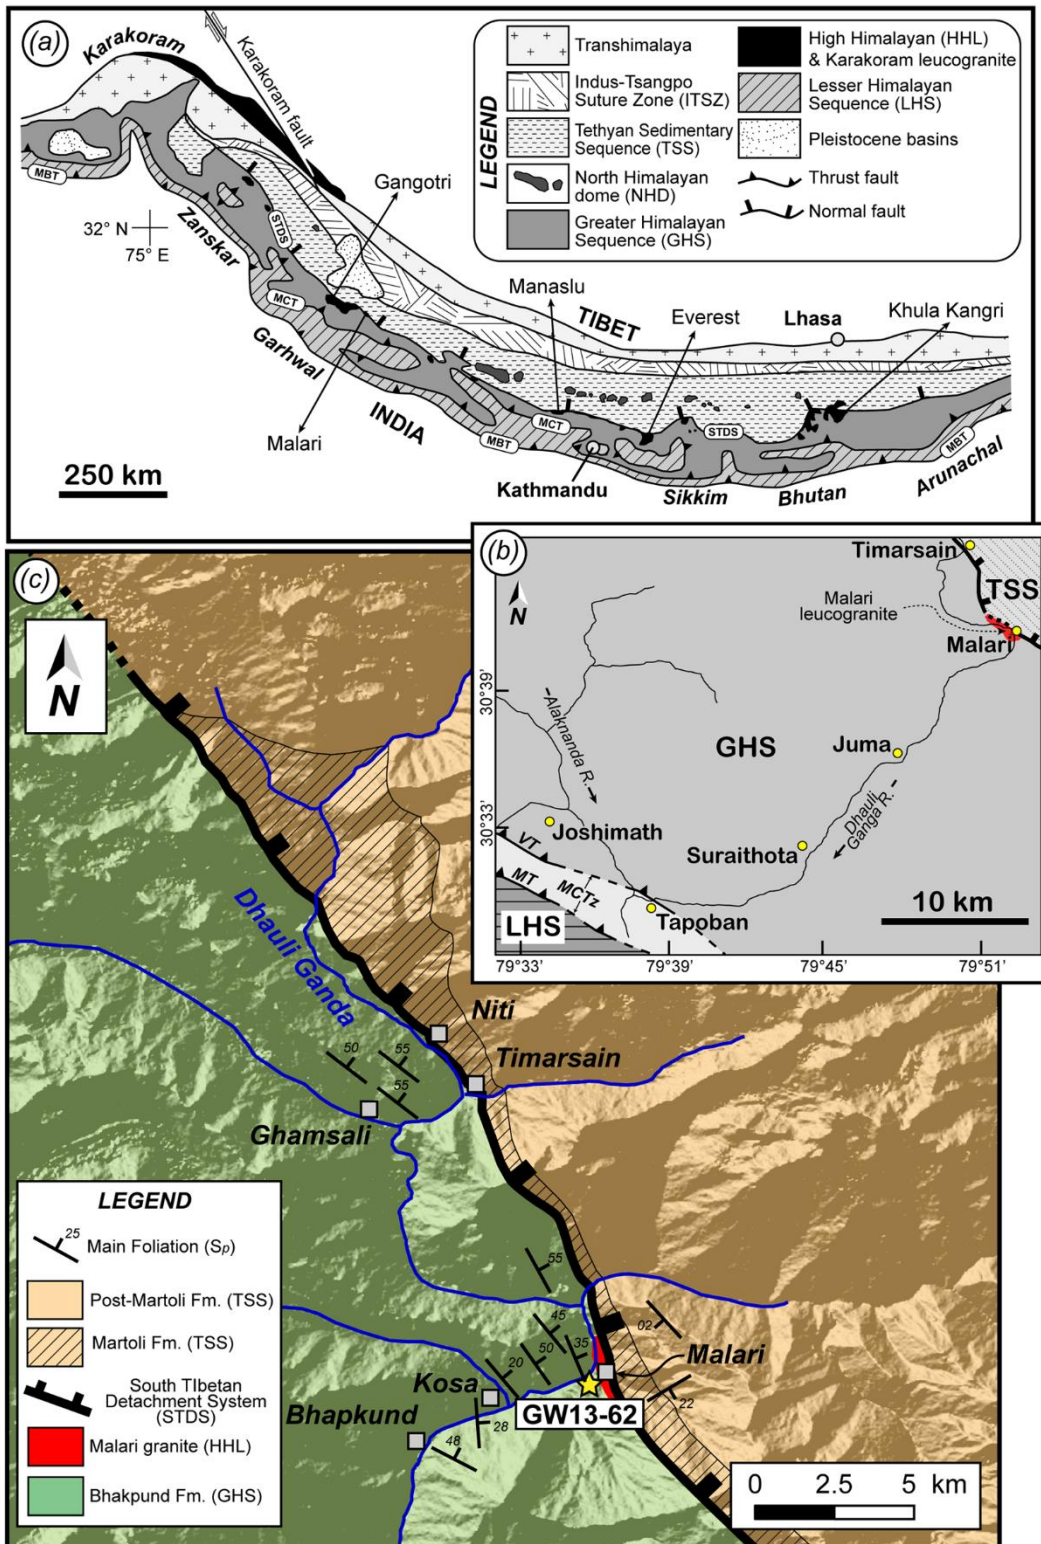 (a)
Karakoram
Karakoram fault
Gangotri
MBT
Zanskar
STDS
32° N
75° E
MCT
Garhwal
Malari
INDIA
TIBET
Manaslu
Everest
Lhasa
Khula Kangri
MCT
MBT
STDS
MBT
Kathmandu
Sikkim
Bhutan
Arunachal
250 km
LEGEND
Transhimalaya
Indus-Tsangpo
Suture Zone (ITSZ)
Tethyan Sedimentary
Sequence (TSS)
North Himalayan
dome (NHD)
Greater Himalayan
Sequence (GHS)
High Himalayan (HHL)
& Karakoram leucogranite
Lesser Himalayan
Sequence (LHS)
Pleistocene basins
Thrust fault
Normal fault
(b)
N
Timarsain
TSS
Malari
leucogranite
Malari
30°39'
Alaknanda R.
GHS
Juma
Dhauli
Ganga R.
30°33'
Joshimath
VT
Suraithota
MT
MCTz
LHS
Tapoban
10 km
79°33'
79°39'
79°45'
79°51'
(c)
N
Dhauli Ganda
Niti
Timarsain
50
55
55
Ghamsali
55
45
02
35
50
20
Malari
Kosa
22
Bhapkund
GW13-62
28
48
LEGEND
25
Main Foliation (Sp)
Post-Martoli Fm. (TSS)
Martoli Fm. (TSS)
South TIbetan
Detachment System
(STDS)
Malari granite (HHL)
Bhakpund Fm. (GHS)
0 2.5 5 km